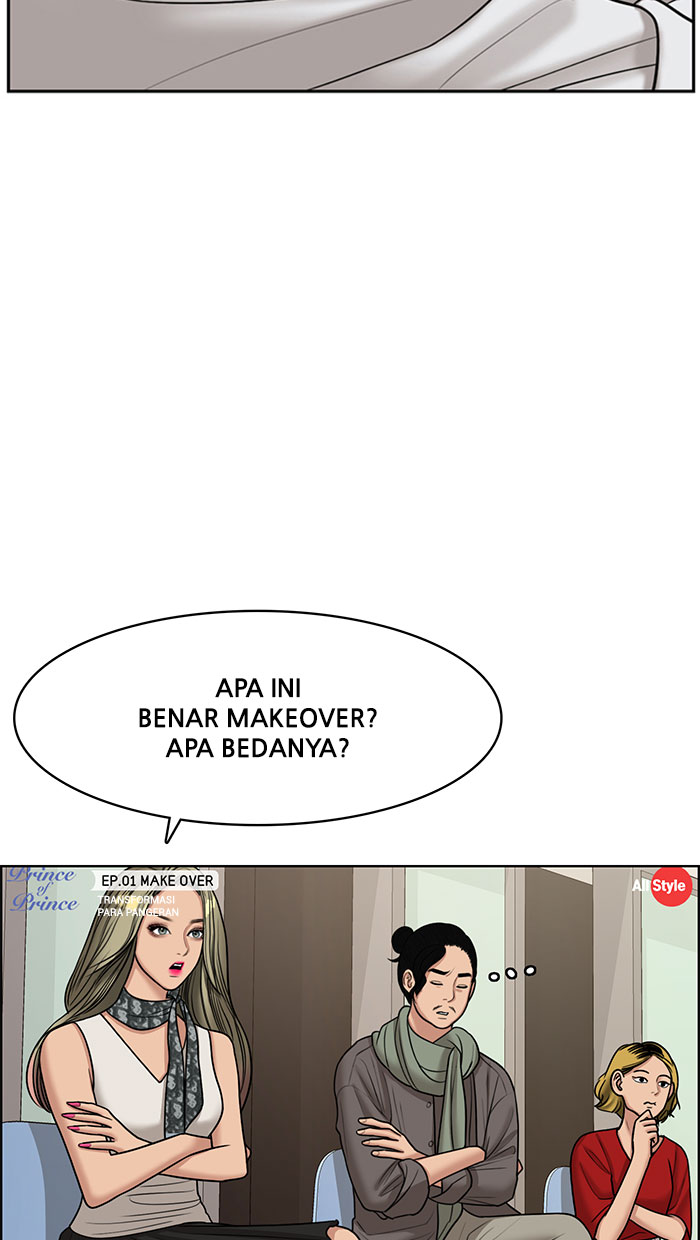 APA INI
BENAR MAKEOVER?
APA BEDANYA?
Prince
of
Prince
EP.01 MAKE OVER
TRANSFORMASI
PARA PANGERAN
All Style